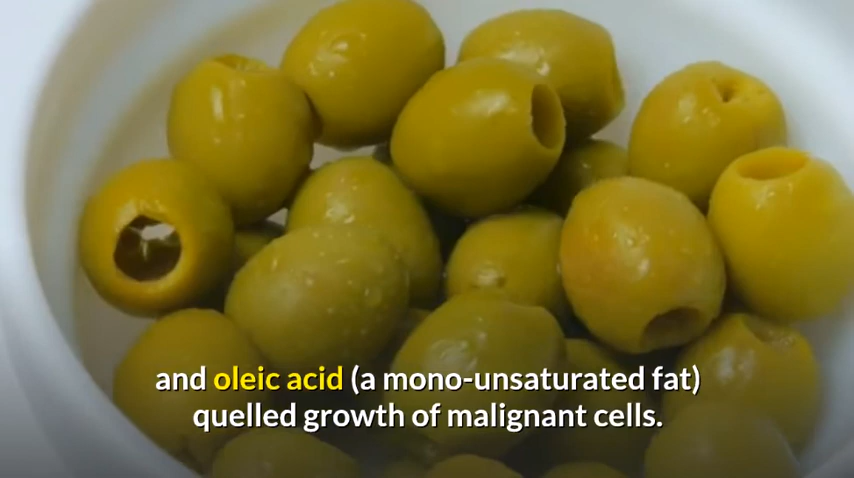 and oleic acid (a mono-unsaturated fat)
quelled growth of malignant cells.